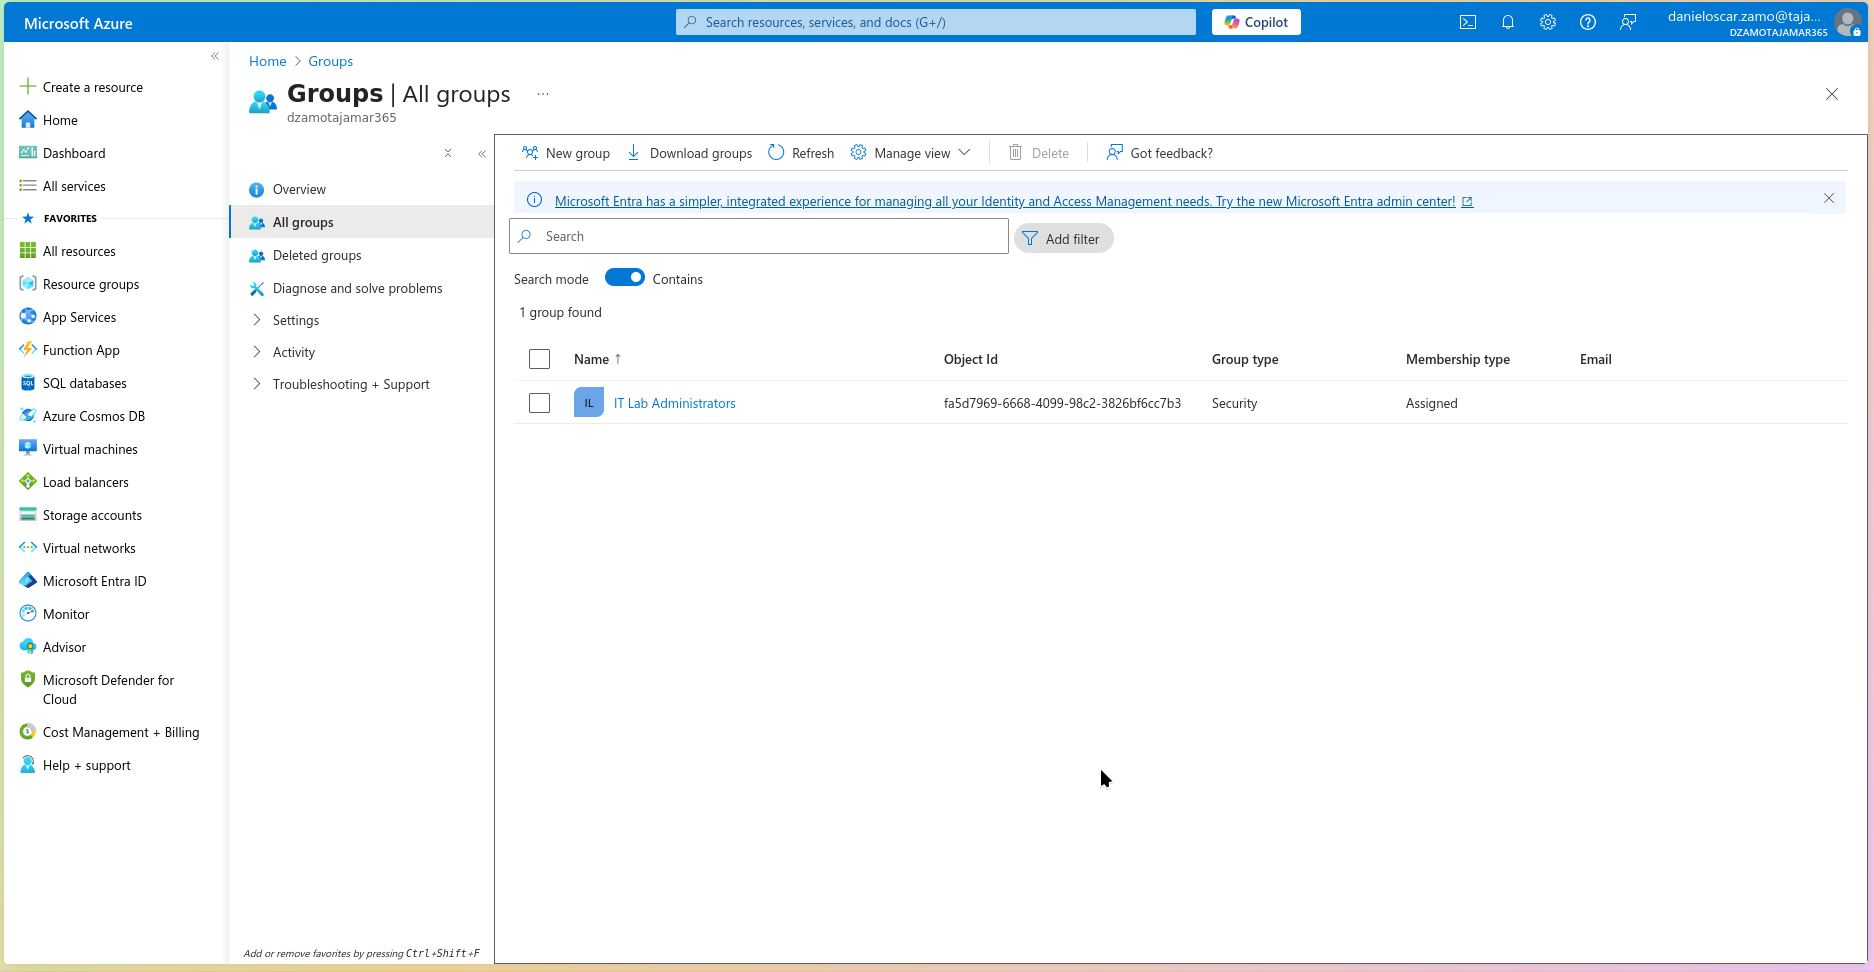 Microsoft Azure
Search resources, services, and docs (G+/)
Copilot
danieloscar.zamo@taja...
DZAMOTAJAMAR365
Create a resource
Home
Dashboard
All services
FAVORITES
All resources
Resource groups
App Services
Function App
SQL databases
Azure Cosmos DB
Virtual machines
Load balancers
Storage accounts
Virtual networks
Microsoft Entra ID
Monitor
Advisor
Microsoft Defender for
Cloud
Cost Management + Billing
Help + support
Home > Groups
Groups | All groups ...
dzamotajamar365
Overview
All groups
Deleted groups
Diagnose and solve problems
Settings
Activity
Troubleshooting + Support
Add or remove favorites by pressing Ctrl+Shift+F
New group Download groups Refresh Manage view Delete Got feedback?
Microsoft Entra has a simpler, integrated experience for managing all your Identity and Access Management needs. Try the new Microsoft Entra admin center!
Search
Add filter
Search mode Contains
1 group found
Name ↑ Object Id Group type Membership type Email
IL IT Lab Administrators fa5d7969-6668-4099-98c2-3826bf6cc7b3 Security Assigned